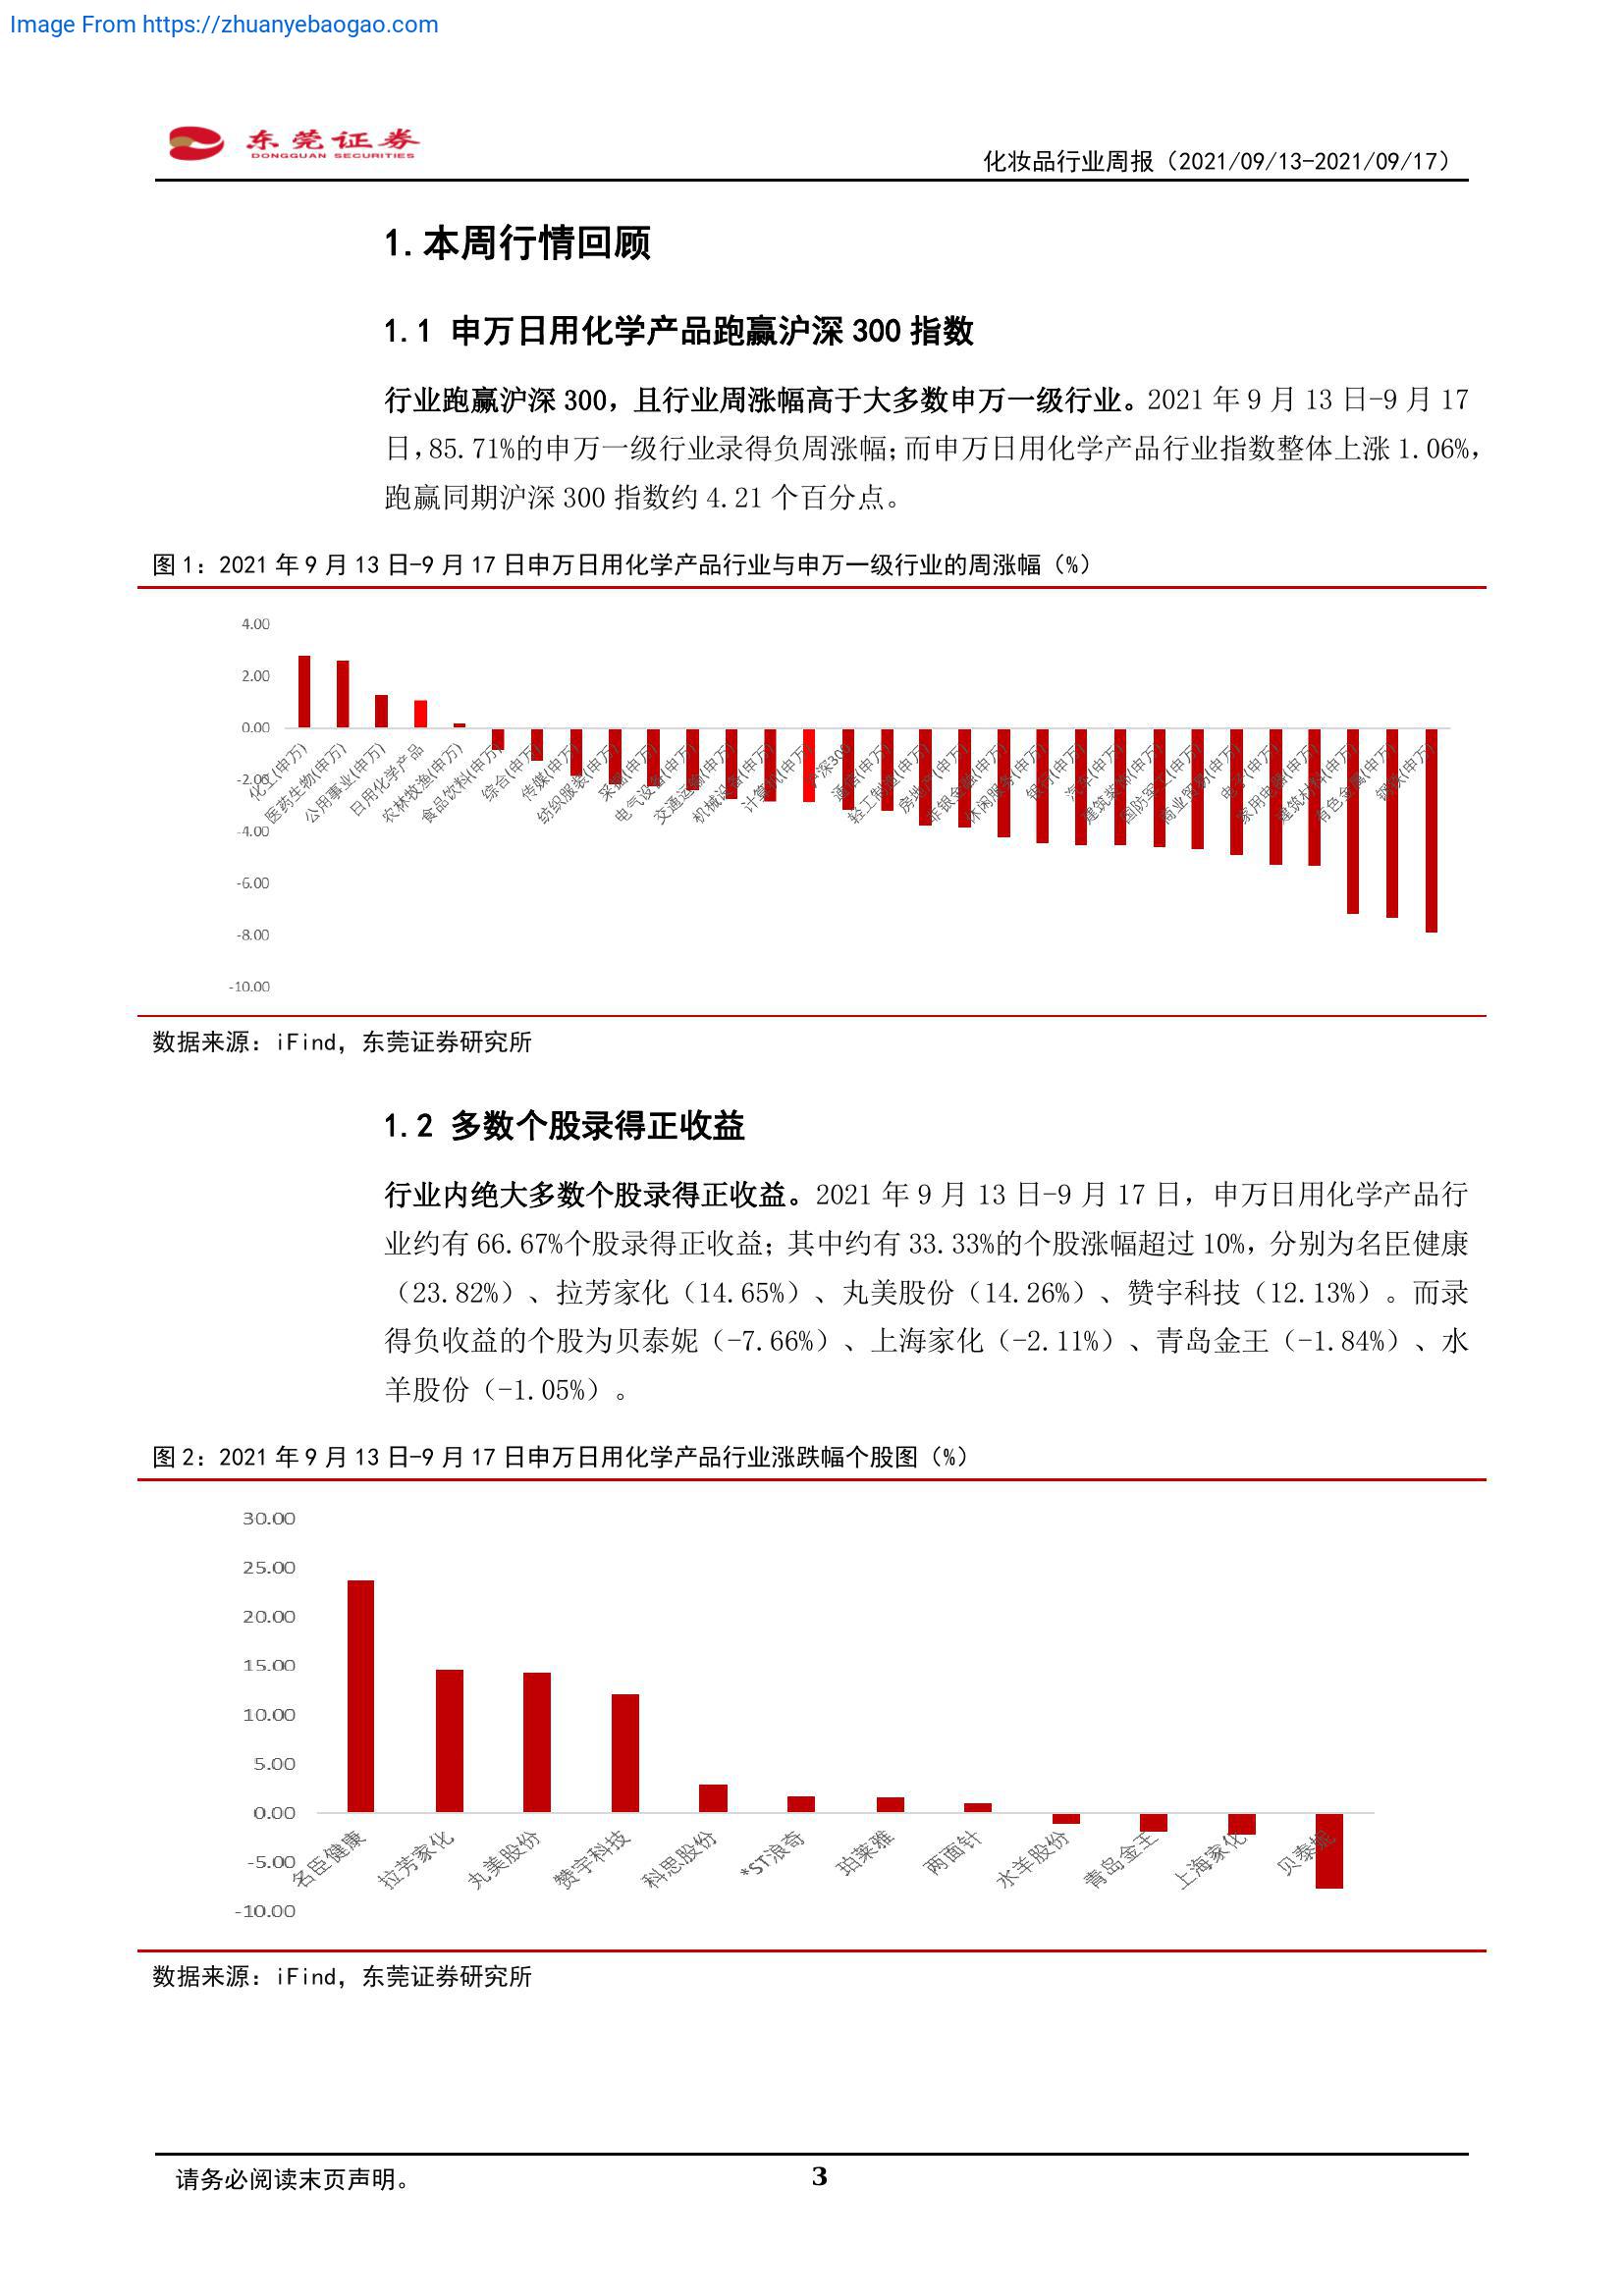 Image From https://zhuanyebaogao.com
东莞证券
DONGGUAN SECURITIES
化妆品行业周报（2021/09/13-2021/09/17）
1.本周行情回顾
1.1 申万日用化学产品跑赢沪深 300 指数
行业跑赢沪深 300，且行业周涨幅高于大多数申万一级行业。2021 年 9 月 13 日-9 月 17
日，85.71%的申万一级行业录得负周涨幅；而申万日用化学产品行业指数整体上涨 1.06%，
跑赢同期沪深 300 指数约 4.21 个百分点。
图 1：2021 年 9 月 13 日-9 月 17 日申万日用化学产品行业与申万一级行业的周涨幅（%）
4.00
2.00
0.00
-2.00
-4.00
-6.00
-8.00
-10.00
化工(申万)
医药生物(申万)
公用事业(申万)
日用化学产品
农林牧渔(申万)
食品饮料(申万)
综合(申万)
传媒(申万)
纺织服装(申万)
采掘(申万)
电气设备(申万)
交通运输(申万)
机械设备(申万)
计算机(申万)
沪深300
通信(申万)
轻工制造(申万)
房地产(申万)
非银金融(申万)
休闲服务(申万)
银行(申万)
汽车(申万)
建筑装饰(申万)
国防军工(申万)
商业贸易(申万)
电子(申万)
家用电器(申万)
建筑材料(申万)
有色金属(申万)
钢铁(申万)
数据来源：iFind，东莞证券研究所
1.2 多数个股录得正收益
行业内绝大多数个股录得正收益。2021 年 9 月 13 日-9 月 17 日，申万日用化学产品行
业约有 66.67%个股录得正收益；其中约有 33.33%的个股涨幅超过 10%，分别为名臣健康
（23.82%）、拉芳家化（14.65%）、丸美股份（14.26%）、赞宇科技（12.13%）。而录
得负收益的个股为贝泰妮（-7.66%）、上海家化（-2.11%）、青岛金王（-1.84%）、水
羊股份（-1.05%）。
图 2：2021 年 9 月 13 日-9 月 17 日申万日用化学产品行业涨跌幅个股图（%）
30.00
25.00
20.00
15.00
10.00
5.00
0.00
-5.00
-10.00
名臣健康
拉芳家化
丸美股份
赞宇科技
科思股份
*ST浪奇
珀莱雅
两面针
水羊股份
青岛金王
上海家化
贝泰妮
数据来源：iFind，东莞证券研究所
请务必阅读末页声明。
3